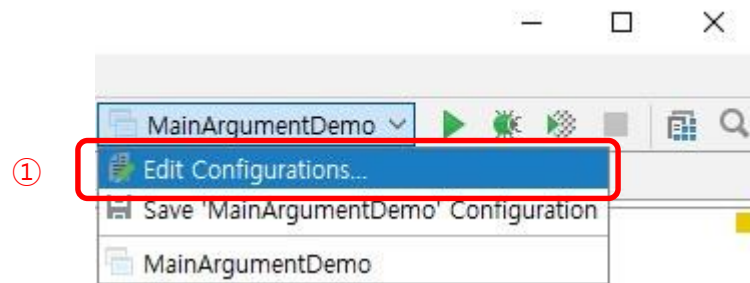 MainArgumentDemo
①
Edit Configurations...
Save 'MainArgumentDemo' Configuration
MainArgumentDemo